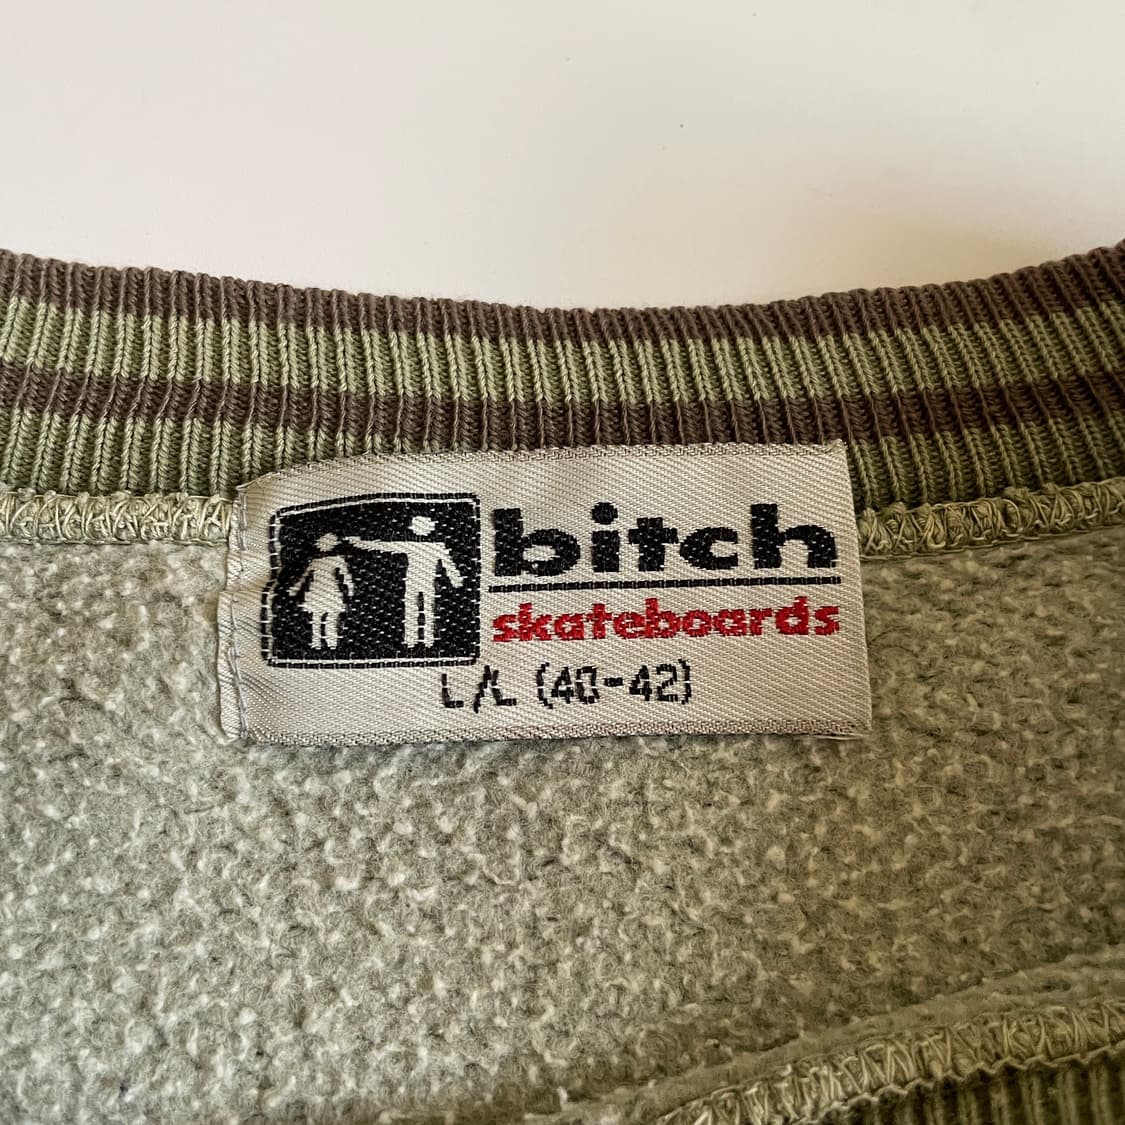 bitch
skateboards
L/L (40-42)